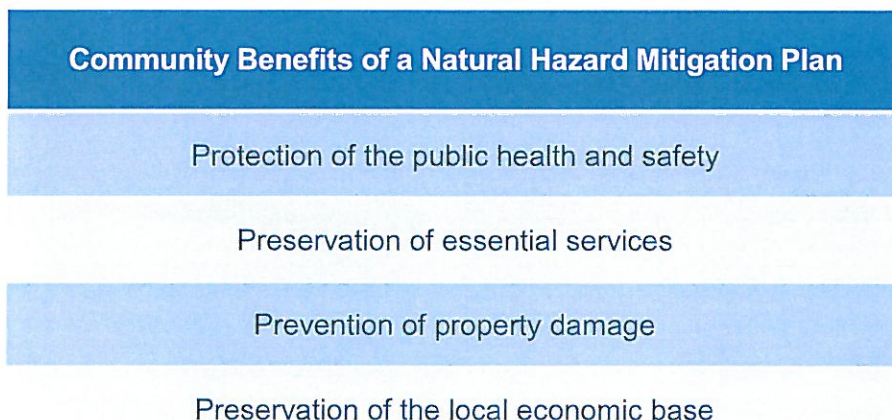 Community Benefits of a Natural Hazard Mitigation Plan
Protection of the public health and safety
Preservation of essential services
Prevention of property damage
Preservation of the local economic base